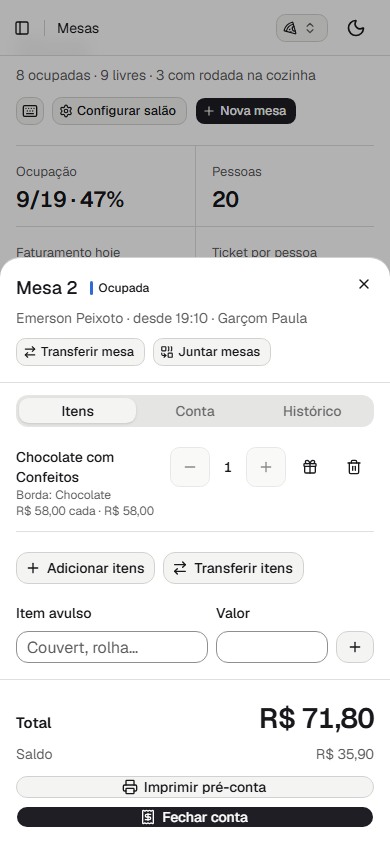 Mesas
8 ocupadas · 9 livres · 3 com rodada na cozinha
Configurar salão
Nova mesa
Ocupação
Pessoas
9/19 · 47%
20
Faturamento hoje
Ticket por pessoa
Mesa 2
Ocupada
Emerson Peixoto · desde 19:10 · Garçom Paula
Transferir mesa
Juntar mesas
Itens
Conta
Histórico
Chocolate com
Confeitos
1
Borda: Chocolate
R$ 58,00 cada · R$ 58,00
Adicionar itens
Transferir itens
Item avulso
Valor
Couvert, rolha...
Total
R$ 71,80
Saldo
R$ 35,90
Imprimir pré-conta
Fechar conta